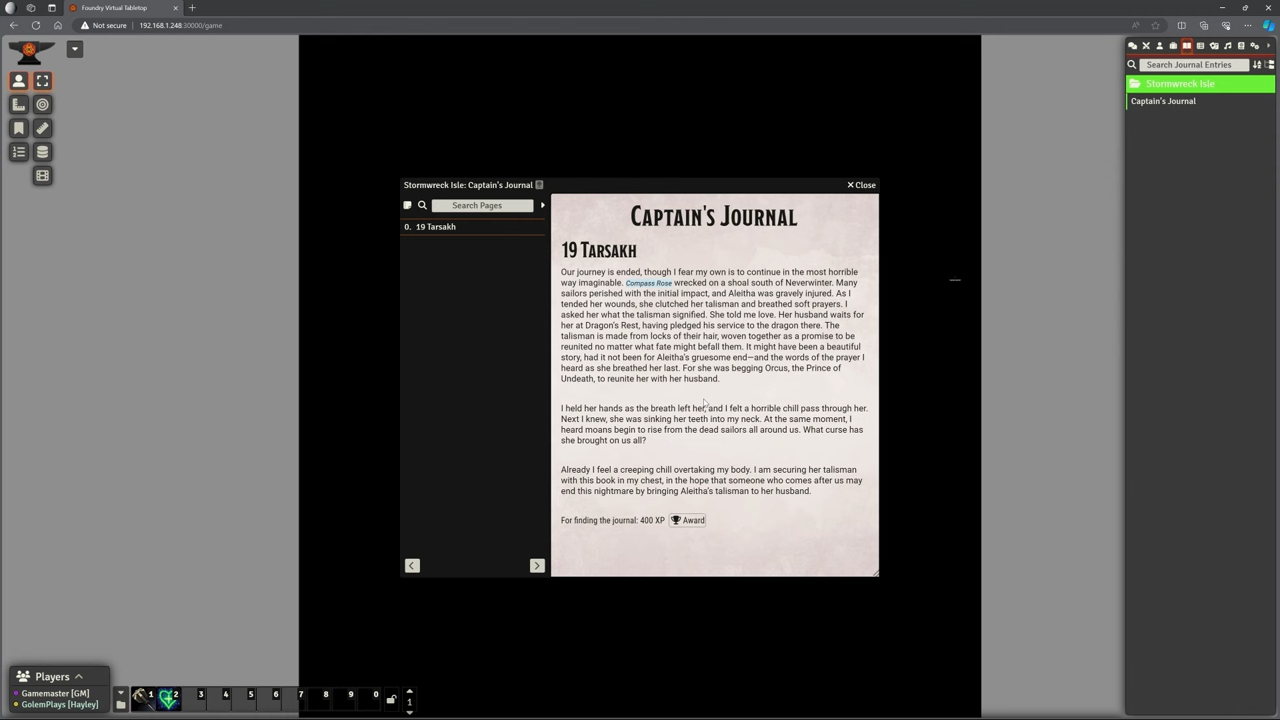 Foundry Virtual Tabletop
Not secure
192.168.1.248:30000/game
Search Journal Entries
Stormwreck Isle
Captain's Journal
Stormwreck Isle: Captain's Journal
Close
Search Pages
0. 19 Tarsakh
Captain's Journal
19 Tarsakh
Our journey is ended, though I fear my own is to continue in the most horrible
way imaginable. Compass Rose wrecked on a shoal south of Neverwinter. Many
sailors perished with the initial impact, and Aleitha was gravely injured. As I
tended her wounds, she clutched her talisman and breathed soft prayers. I
asked her what the talisman signified. She told me love. Her husband waits for
her at Dragon's Rest, having pledged his service to the dragon there. The
talisman is made from locks of their hair, woven together as a promise to be
reunited no matter what fate might befall them. It might have been a beautiful
story, had it not been for Aleitha's gruesome end—and the words of the prayer I
heard as she breathed her last. For she was begging Orcus, the Prince of
Undeath, to reunite her with her husband.
I held her hands as the breath left her, and I felt a horrible chill pass through her.
Next I knew, she was sinking her teeth into my neck. At the same moment, I
heard moans begin to rise from the dead sailors all around us. What curse has
she brought on us all?
Already I feel a creeping chill overtaking my body. I am securing her talisman
with this book in my chest, in the hope that someone who comes after us may
end this nightmare by bringing Aleitha's talisman to her husband.
For finding the journal: 400 XP Award
Players
Gamemaster [GM]
GolemPlays [Hayley]
1 2 3 4 5 6 7 8 9 0
1